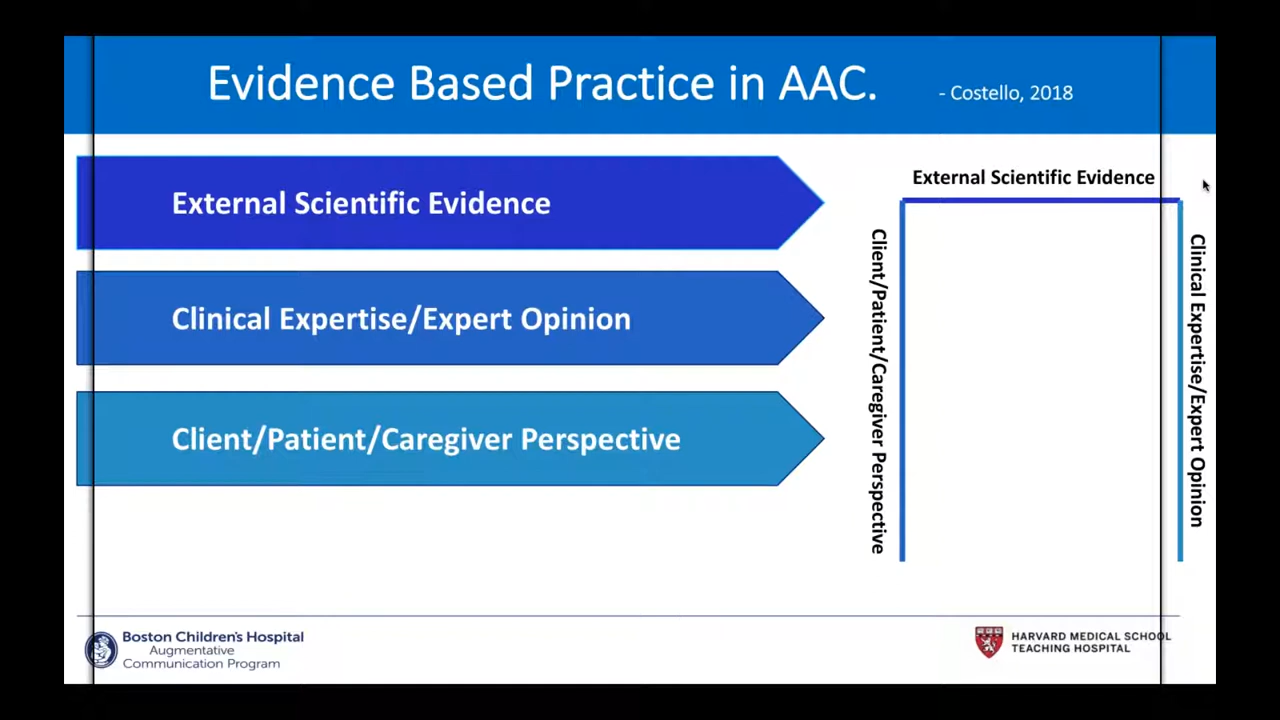 Evidence Based Practice in AAC.
- Costello, 2018
External Scientific Evidence
Clinical Expertise/Expert Opinion
Client/Patient/Caregiver Perspective
External Scientific Evidence
Client/Patient/Caregiver Perspective
Clinical Expertise/Expert Opinion
Boston Children's Hospital
Augmentative
Communication Program
HARVARD MEDICAL SCHOOL
TEACHING HOSPITAL